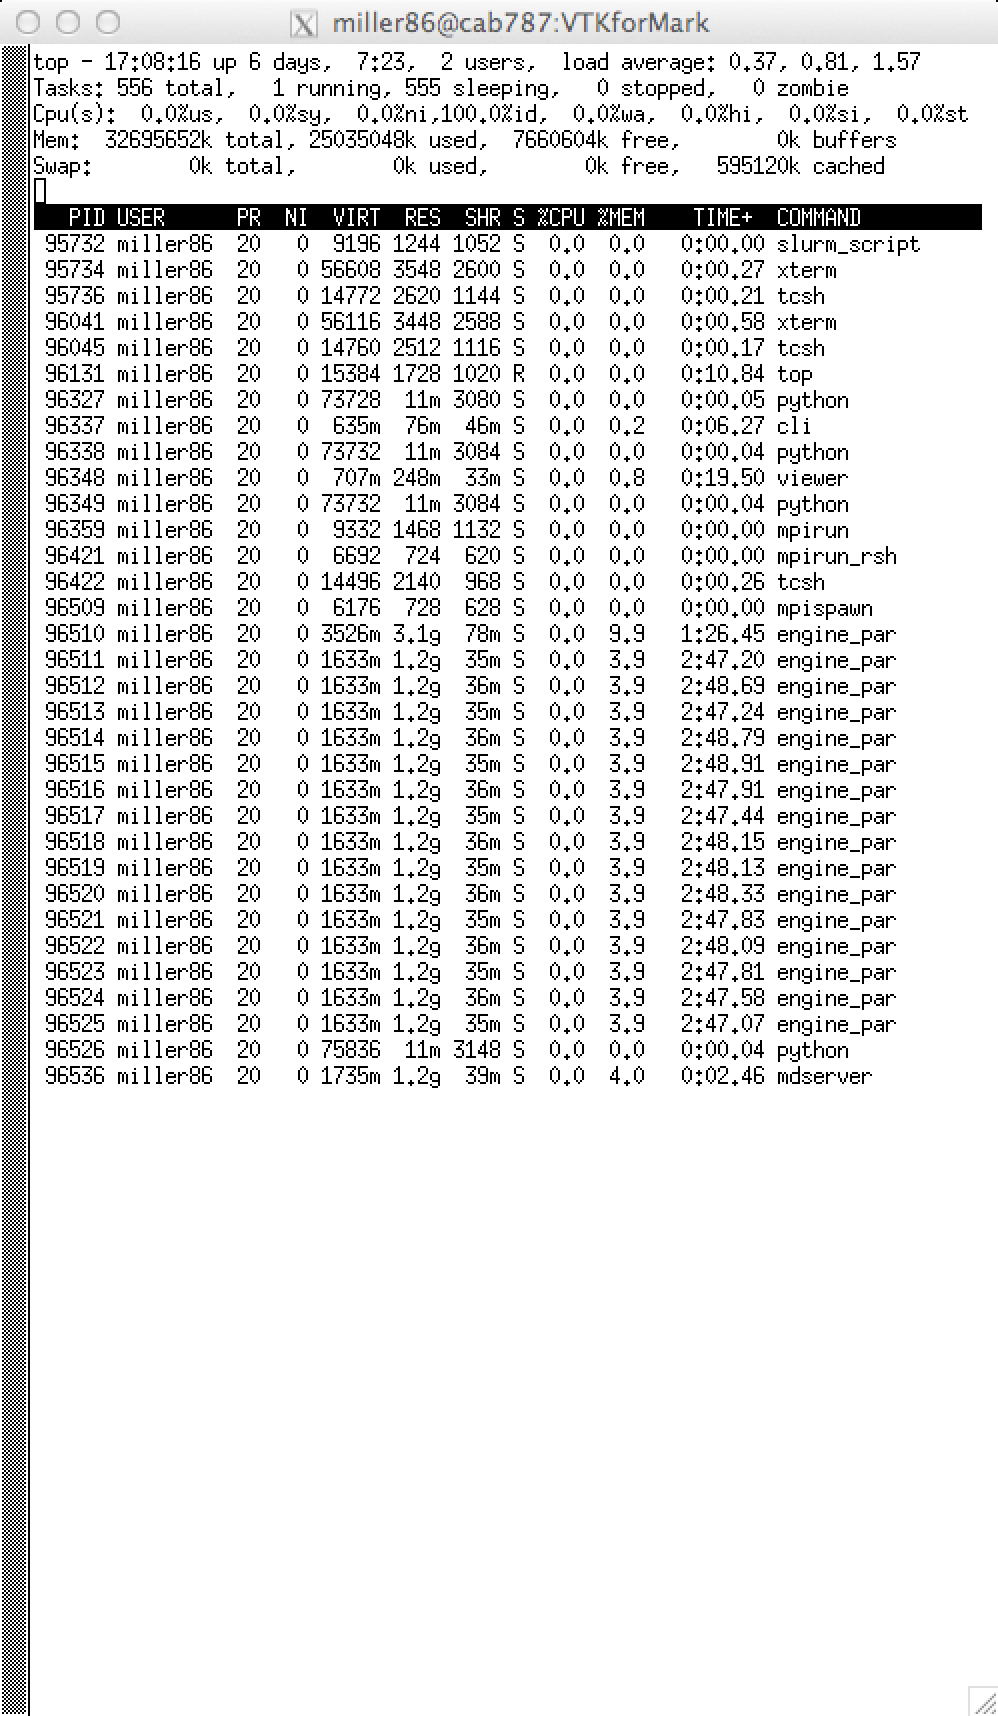 miller86@cab787:VTKforMark
top - 17:08:16 up 6 days,  7:23,  2 users,  load average: 0.37, 0.81, 1.57
Tasks: 556 total,   1 running, 555 sleeping,   0 stopped,   0 zombie
Cpu(s):  0.0%us,  0.0%sy,  0.0%ni,100.0%id,  0.0%wa,  0.0%hi,  0.0%si,  0.0%st
Mem:  32695652k total, 25035048k used,  7660604k free,        0k buffers
Swap:        0k total,        0k used,        0k free,   595120k cached
PID USER      PR  NI  VIRT  RES  SHR S %CPU %MEM    TIME+  COMMAND
95732 miller86  20   0  9196 1244 1052 S  0.0  0.0   0:00.00 slurm_script
95734 miller86  20   0 56608 3548 2600 S  0.0  0.0   0:00.27 xterm
95736 miller86  20   0 14772 2620 1144 S  0.0  0.0   0:00.21 tcsh
96041 miller86  20   0 56116 3448 2588 S  0.0  0.0   0:00.58 xterm
96045 miller86  20   0 14760 2512 1116 S  0.0  0.0   0:00.17 tcsh
96131 miller86  20   0 15384 1728 1020 R  0.0  0.0   0:10.84 top
96327 miller86  20   0 73728  11m 3080 S  0.0  0.0   0:00.05 python
96337 miller86  20   0  635m  76m  46m S  0.0  0.2   0:06.27 cli
96338 miller86  20   0 73732  11m 3084 S  0.0  0.0   0:00.04 python
96348 miller86  20   0  707m 248m  33m S  0.0  0.8   0:19.50 viewer
96349 miller86  20   0 73732  11m 3084 S  0.0  0.0   0:00.04 python
96359 miller86  20   0  9332 1468 1132 S  0.0  0.0   0:00.00 mpirun
96421 miller86  20   0  6692  724  620 S  0.0  0.0   0:00.00 mpirun_rsh
96422 miller86  20   0 14496 2140  968 S  0.0  0.0   0:00.26 tcsh
96509 miller86  20   0  6176  728  628 S  0.0  0.0   0:00.00 mpispawn
96510 miller86  20   0 3526m 3.1g  78m S  0.0  9.9   1:26.45 engine_par
96511 miller86  20   0 1633m 1.2g  35m S  0.0  3.9   2:47.20 engine_par
96512 miller86  20   0 1633m 1.2g  36m S  0.0  3.9   2:48.69 engine_par
96513 miller86  20   0 1633m 1.2g  35m S  0.0  3.9   2:47.24 engine_par
96514 miller86  20   0 1633m 1.2g  36m S  0.0  3.9   2:48.79 engine_par
96515 miller86  20   0 1633m 1.2g  35m S  0.0  3.9   2:48.91 engine_par
96516 miller86  20   0 1633m 1.2g  36m S  0.0  3.9   2:47.91 engine_par
96517 miller86  20   0 1633m 1.2g  35m S  0.0  3.9   2:47.44 engine_par
96518 miller86  20   0 1633m 1.2g  36m S  0.0  3.9   2:48.15 engine_par
96519 miller86  20   0 1633m 1.2g  35m S  0.0  3.9   2:48.13 engine_par
96520 miller86  20   0 1633m 1.2g  36m S  0.0  3.9   2:48.33 engine_par
96521 miller86  20   0 1633m 1.2g  35m S  0.0  3.9   2:47.83 engine_par
96522 miller86  20   0 1633m 1.2g  36m S  0.0  3.9   2:48.09 engine_par
96523 miller86  20   0 1633m 1.2g  35m S  0.0  3.9   2:47.81 engine_par
96524 miller86  20   0 1633m 1.2g  36m S  0.0  3.9   2:47.58 engine_par
96525 miller86  20   0 1633m 1.2g  35m S  0.0  3.9   2:47.07 engine_par
96526 miller86  20   0 75836  11m 3148 S  0.0  0.0   0:00.04 python
96536 miller86  20   0 1735m 1.2g  39m S  0.0  4.0   0:02.46 mdserver